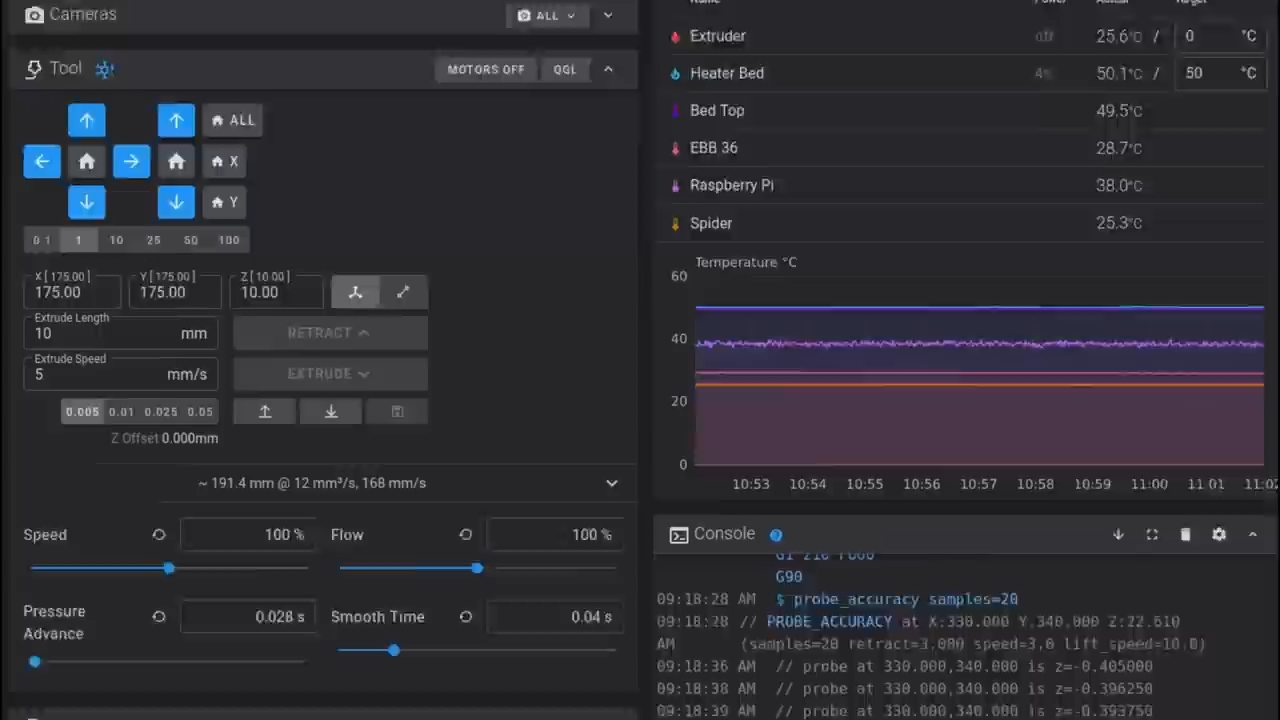 Cameras
ALL
Tool
MOTORS OFF
QGL
ALL
X
Y
0.1 1 10 25 50 100
X [ 175.00 ]
175.00
Y [ 175.00 ]
175.00
Z [ 10.00 ]
10.00
Extrude Length
10 mm
RETRACT
Extrude Speed
5 mm/s
EXTRUDE
0.005 0.01 0.025 0.05
Z Offset 0.000mm
~ 191.4 mm @ 12 mm³/s, 168 mm/s
Speed 100 %
Flow 100 %
Pressure
Advance
0.028 s
Smooth Time 0.04 s
Name Power Actual Target
Extruder off 25.6°C / 0 °C
Heater Bed 4% 50.1°C / 50 °C
Bed Top 49.5°C
EBB 36 28.7°C
Raspberry Pi 38.0°C
Spider 25.3°C
Temperature °C
60
40
20
0
10:53 10:54 10:55 10:56 10:57 10:58 10:59 11:00 11:01 11:02
Console
G90
09:18:28 AM $ probe_accuracy samples=20
09:18:28 // PROBE_ACCURACY at X:330.000 Y:340.000 Z:22.510
AM (samples=20 retract=3.000 speed=3.0 lift_speed=10.0)
09:18:36 AM // probe at 330.000,340.000 is z=-0.405000
09:18:38 AM // probe at 330.000,340.000 is z=-0.396250
09:18:39 AM // probe at 330.000,340.000 is z=-0.393750